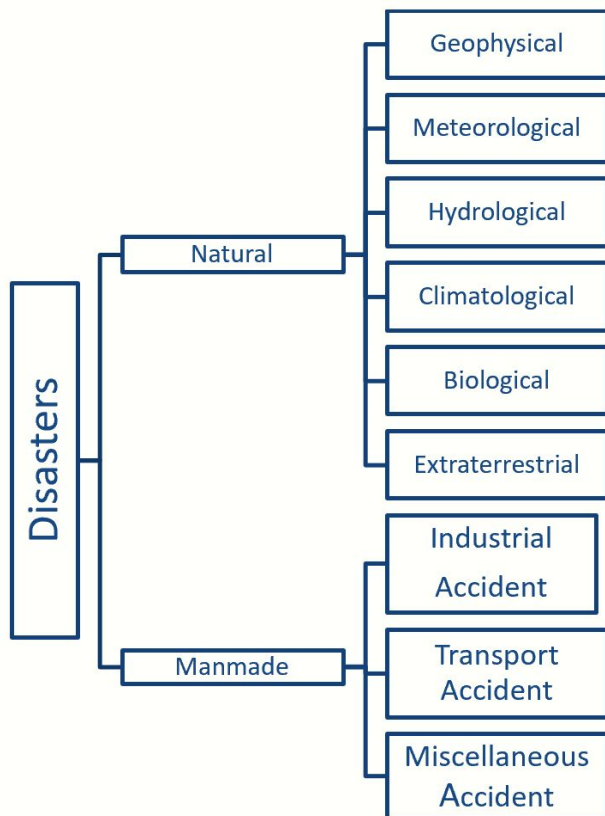 Disasters
Natural
Geophysical
Meteorological
Hydrological
Climatological
Biological
Extraterrestrial
Manmade
Industrial
Accident
Transport
Accident
Miscellaneous
Accident